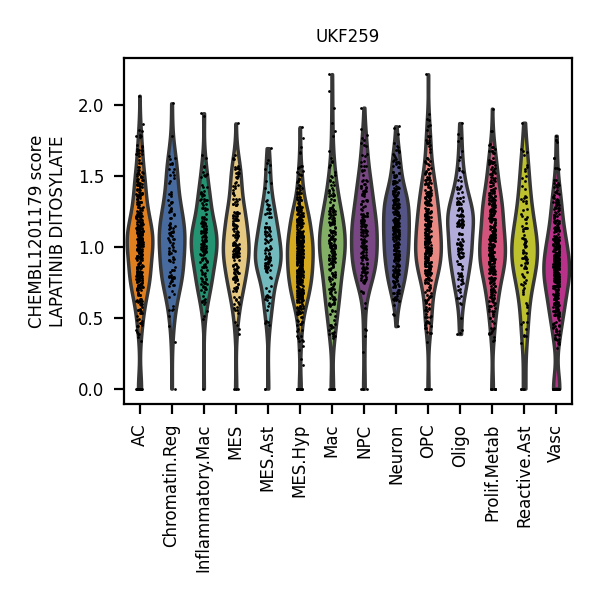 UKF259
CHEMBL1201179 score
LAPATINIB DITOSYLATE
2.0
1.5
1.0
0.5
0.0
AC
Chromatin.Reg
Inflammatory.Mac
MES
MES.Ast
MES.Hyp
Mac
NPC
Neuron
OPC
Oligo
Prolif.Metab
Reactive.Ast
Vasc